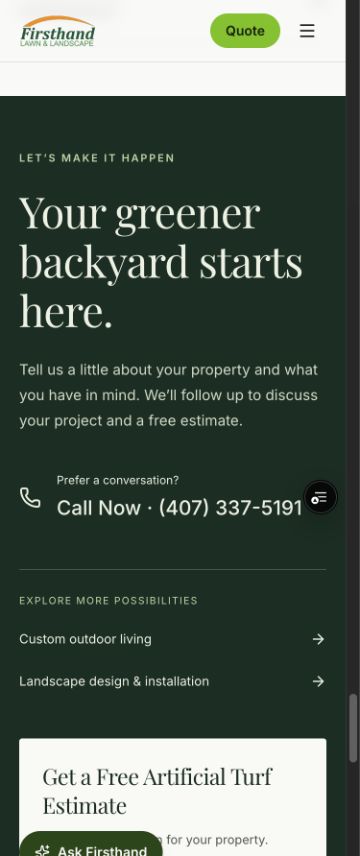 Firsthand
LAWN & LANDSCAPE
Quote
LET'S MAKE IT HAPPEN
Your greener
backyard starts
here.
Tell us a little about your property and what
you have in mind. We’ll follow up to discuss
your project and a free estimate.
Prefer a conversation?
Call Now · (407) 337-5191
EXPLORE MORE POSSIBILITIES
Custom outdoor living
Landscape design & installation
Get a Free Artificial Turf
Estimate
for your property.
Ask Firsthand